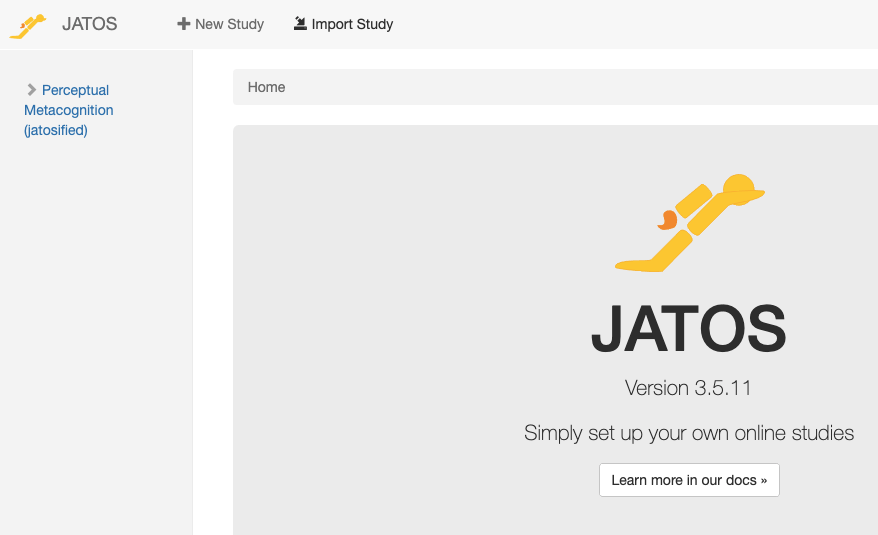 JATOS
New Study
Import Study
Perceptual
Metacognition
(jatosified)
Home
JATOS
Version 3.5.11
Simply set up your own online studies
Learn more in our docs »